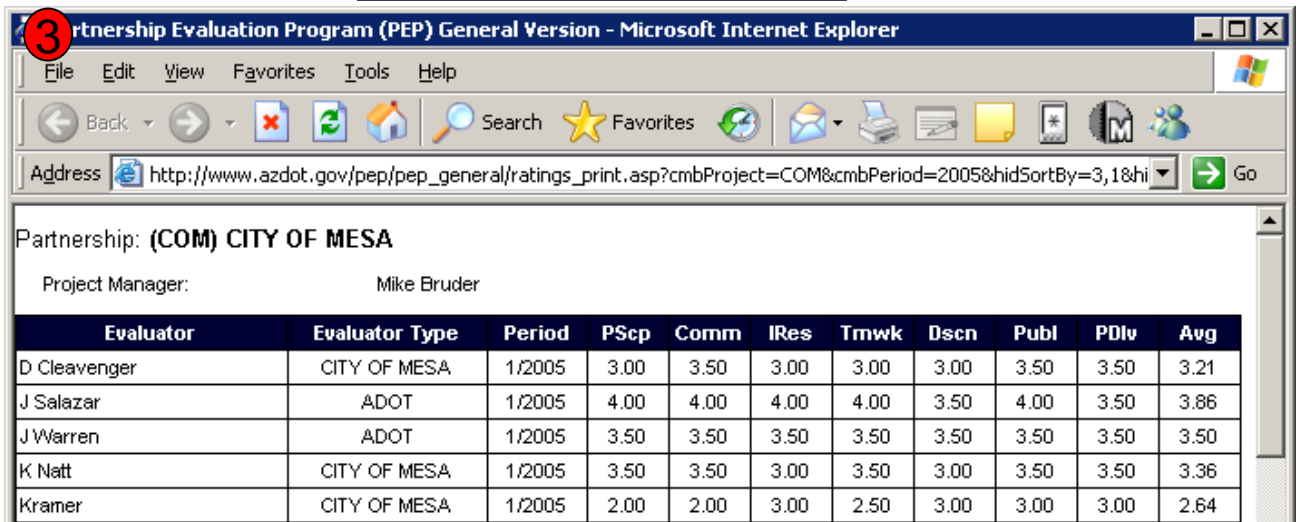 3
rtnership Evaluation Program (PEP) General Version - Microsoft Internet Explorer
File Edit View Favorites Tools Help
Back Search Favorites
Address http://www.azdot.gov/pep/pep_general/ratings_print.asp?cmbProject=COM&cmbPeriod=2005&hidSortBy=3,1&hi Go
Partnership: (COM) CITY OF MESA
Project Manager: Mike Bruder
Evaluator Evaluator Type Period PScp Comm IRes Tmwk Dscn Publ PDlv Avg
D Cleavenger CITY OF MESA 1/2005 3.00 3.50 3.00 3.00 3.00 3.50 3.50 3.21
J Salazar ADOT 1/2005 4.00 4.00 4.00 4.00 3.50 4.00 3.50 3.86
J Warren ADOT 1/2005 3.50 3.50 3.50 3.50 3.50 3.50 3.50 3.50
K Natt CITY OF MESA 1/2005 3.50 3.50 3.00 3.50 3.00 3.50 3.50 3.36
Kramer CITY OF MESA 1/2005 2.00 2.00 3.00 2.50 3.00 3.00 3.00 2.64